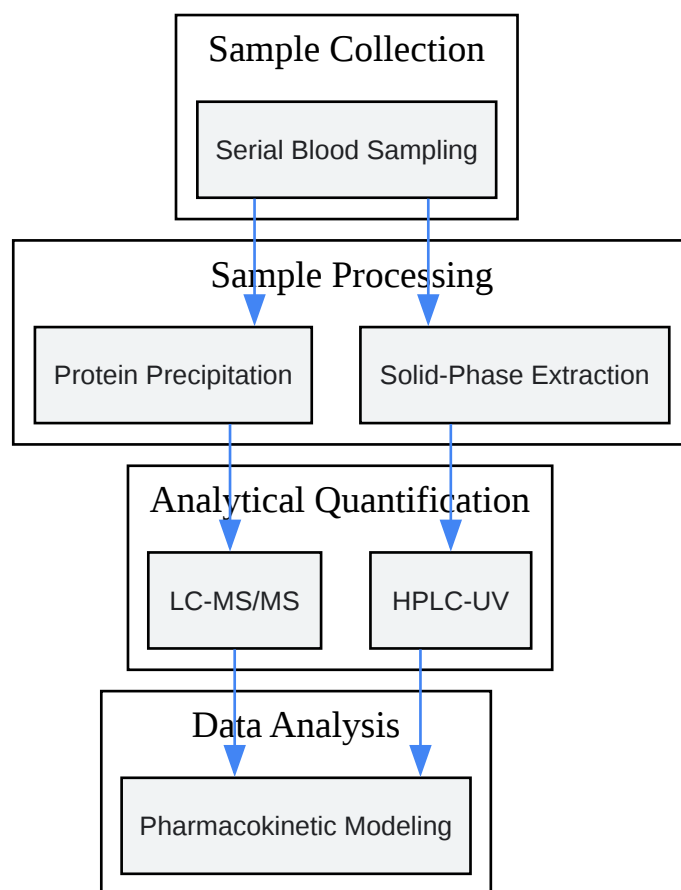 Sample Collection
Serial Blood Sampling
Sample Processing
Protein Precipitation
Solid-Phase Extraction
Analytical Quantification
LC-MS/MS
HPLC-UV
Data Analysis
Pharmacokinetic Modeling